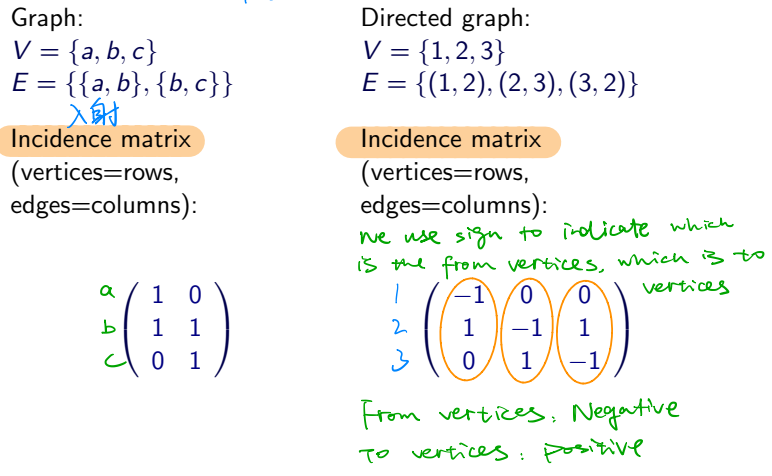 Graph:
V = {a, b, c}
E = {{a, b}, {b, c}}
入射
Incidence matrix
(vertices=rows,
edges=columns):
a ( 1 0 )
b ( 1 1 )
c ( 0 1 )
Directed graph:
V = {1, 2, 3}
E = {(1, 2), (2, 3), (3, 2)}
Incidence matrix
(vertices=rows,
edges=columns):
we use sign to indicate which
is the from vertices, which is to
vertices
1 ( −1 0 0 )
2 ( 1 −1 1 )
3 ( 0 1 −1 )
From vertices: Negative
To vertices: positive